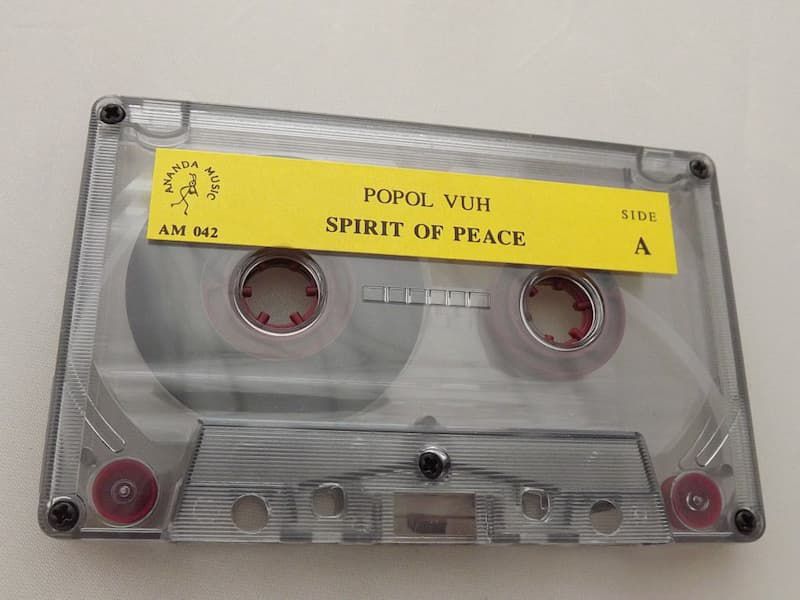 ANANDA MUSIC
AM 042
POPOL VUH
SPIRIT OF PEACE
SIDE
A